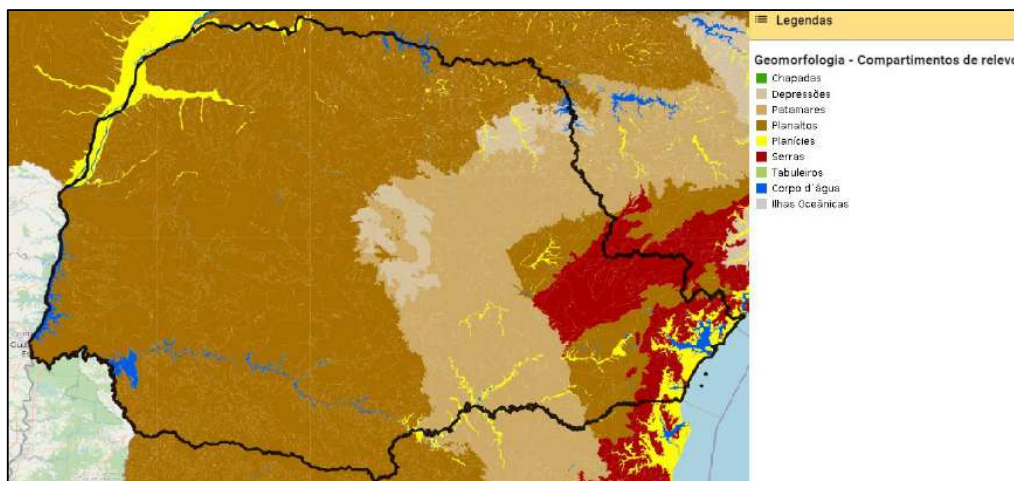 Legendas
Geomorfologia - Compartimentos de relevo
Chapadas
Depressões
Patamares
Planaltos
Planícies
Serras
Tabuleiros
Corpo d'água
Ilhas Oceânicas